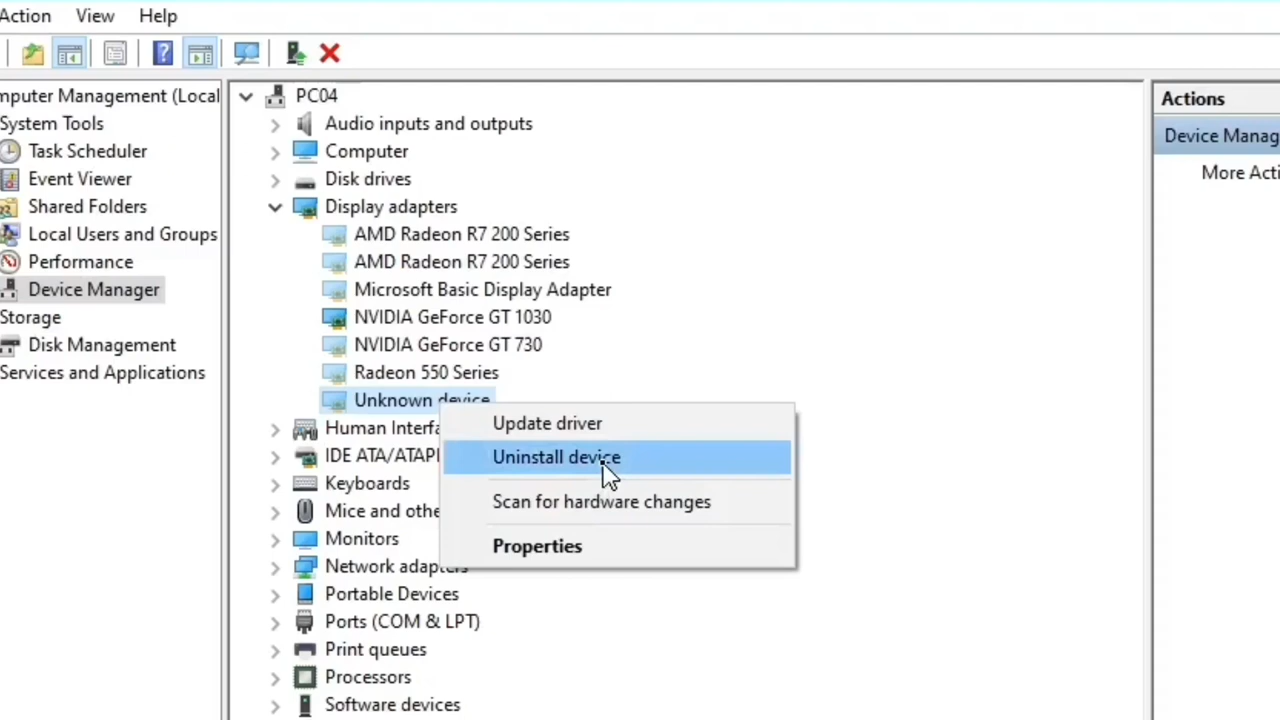 Action View Help
mputer Management (Local
System Tools
Task Scheduler
Event Viewer
Shared Folders
Local Users and Groups
Performance
Device Manager
Storage
Disk Management
Services and Applications
PC04
Audio inputs and outputs
Computer
Disk drives
Display adapters
AMD Radeon R7 200 Series
AMD Radeon R7 200 Series
Microsoft Basic Display Adapter
NVIDIA GeForce GT 1030
NVIDIA GeForce GT 730
Radeon 550 Series
Unknown device
Human Interfa
IDE ATA/ATAPI
Keyboards
Mice and othe
Monitors
Network adapters
Portable Devices
Ports (COM & LPT)
Print queues
Processors
Software devices
Update driver
Uninstall device
Scan for hardware changes
Properties
Actions
Device Manag
More Acti